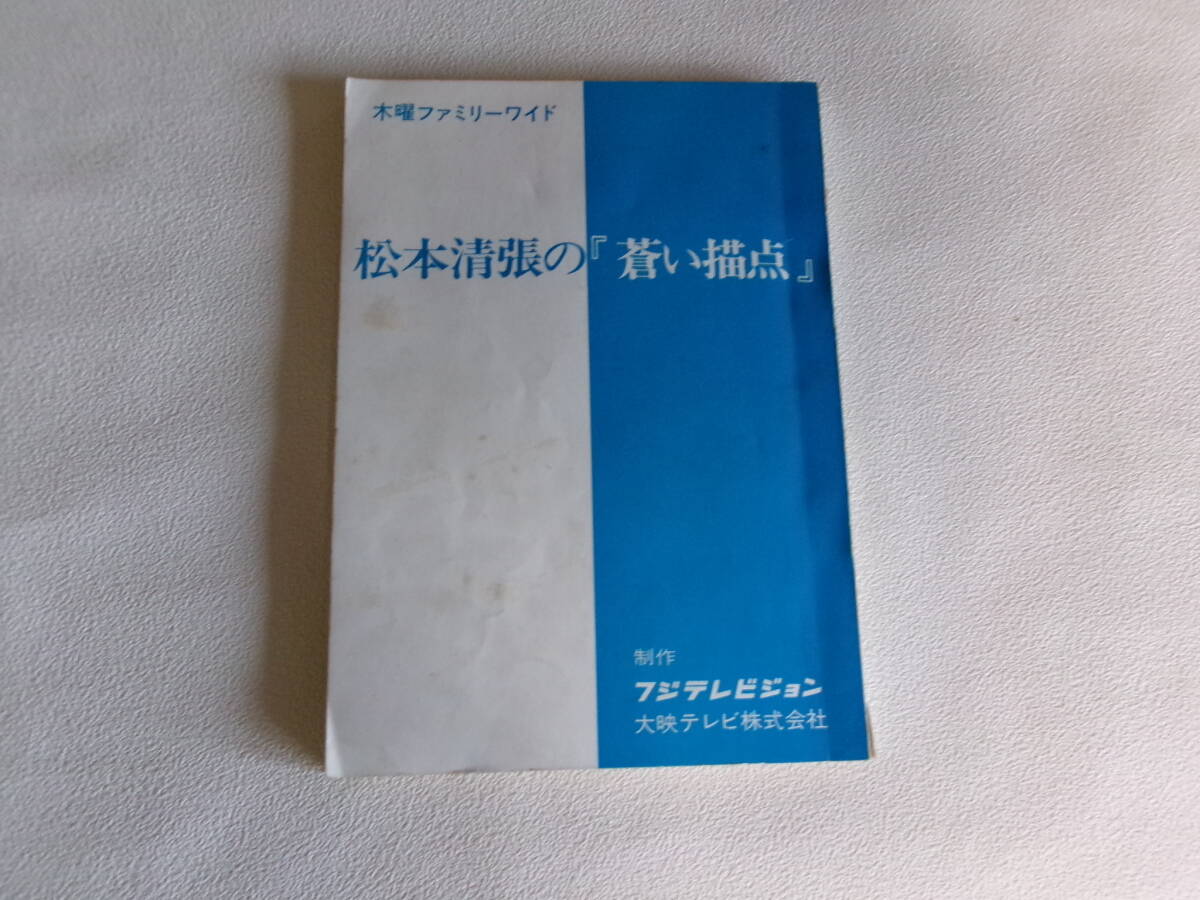 木曜ファミリーワイド
松本清張の『蒼い描点』
制作
フジテレビジョン
大映テレビ株式会社